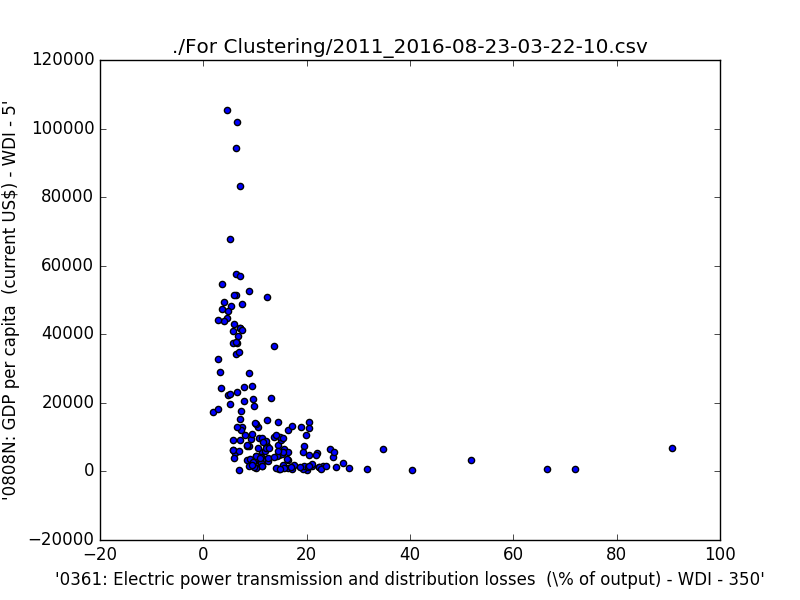 ./For Clustering/2011_2016-08-23-03-22-10.csv
120000
100000
80000
60000
40000
20000
0
−20000
−20 0 20 40 60 80 100
'0808N: GDP per capita  (current US$) - WDI - 5'
'0361: Electric power transmission and distribution losses  (\% of output) - WDI - 350'